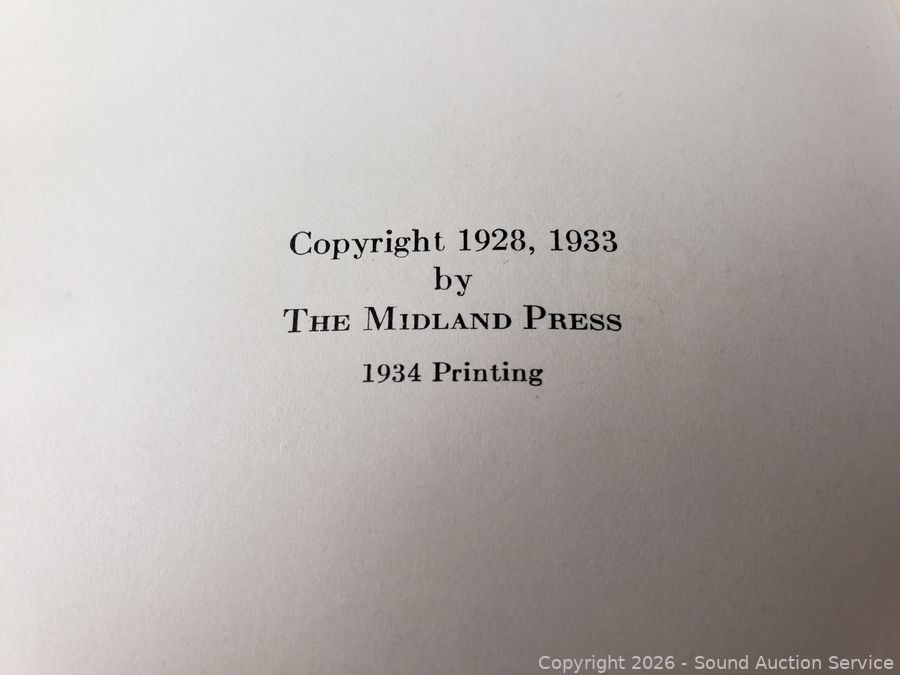 Copyright 1928, 1933
by
THE MIDLAND PRESS
1934 Printing
Copyright 2026 - Sound Auction Service